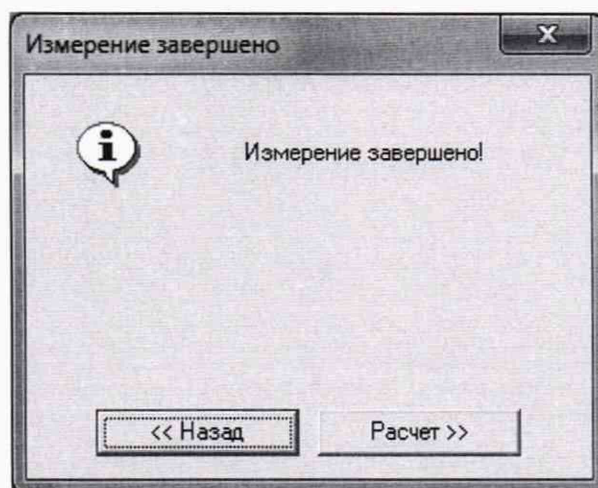 Измерение завершено
Измерение завершено!
<< Назад
Расчет >>